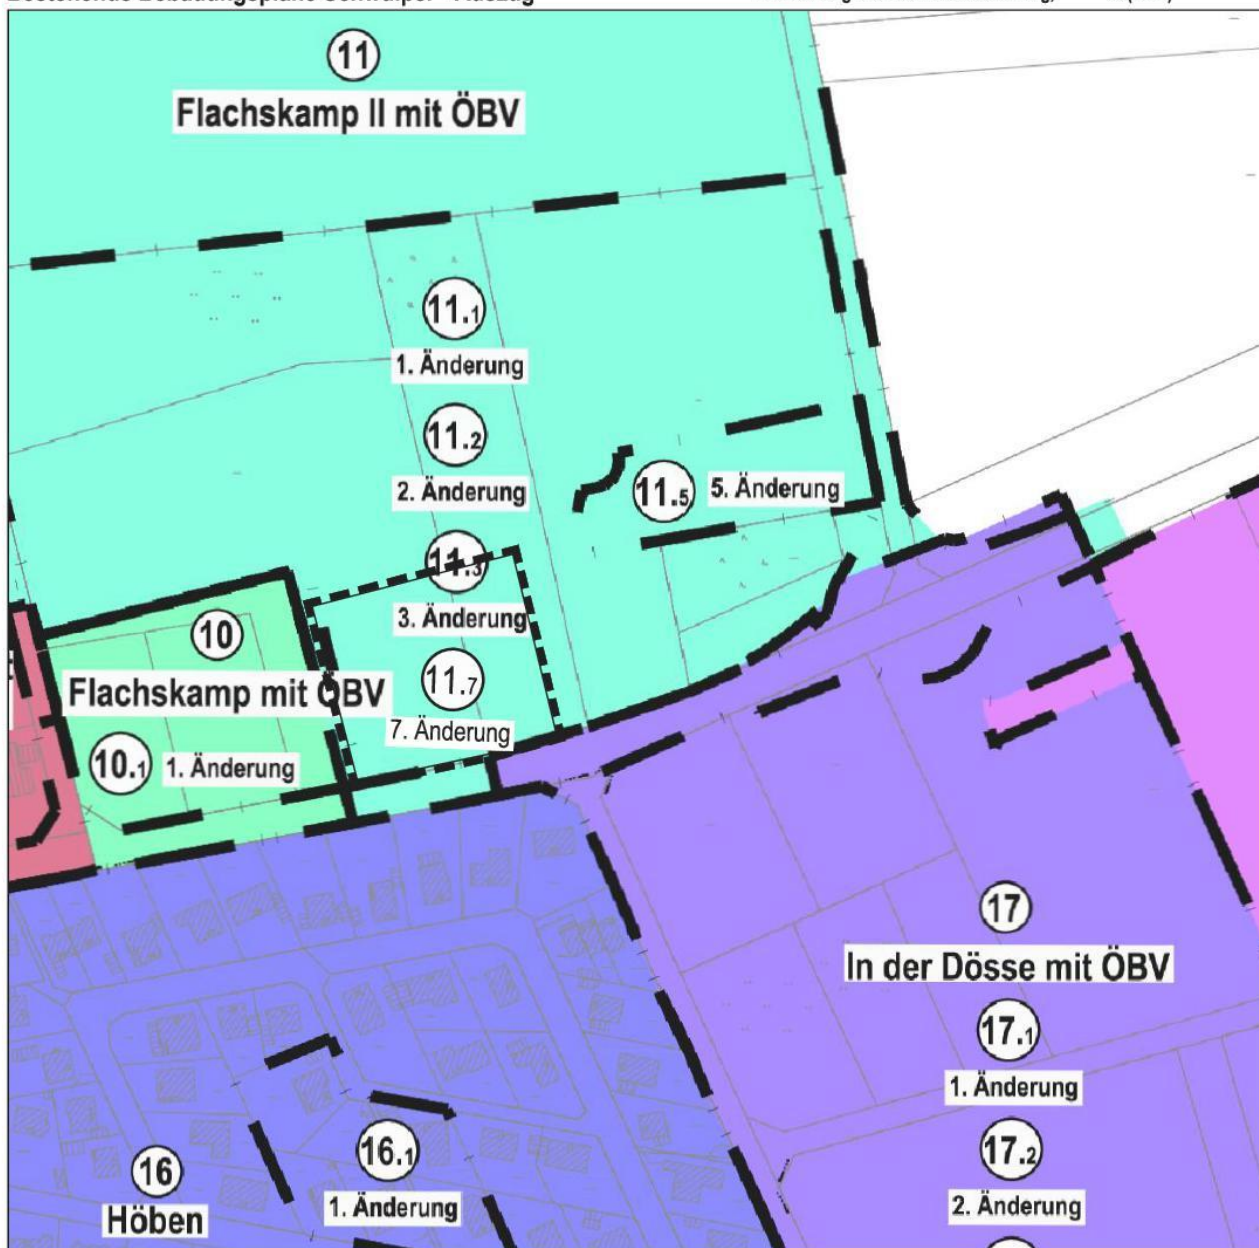 11
Flachskamp II mit ÖBV
11.1
1. Änderung
11.2
2. Änderung
11.5
5. Änderung
11.3
3. Änderung
10
Flachskamp mit ÖBV
11.7
7. Änderung
10.1
1. Änderung
17
In der Dösse mit ÖBV
17.1
1. Änderung
16.1
1. Änderung
17.2
2. Änderung
16
Höben